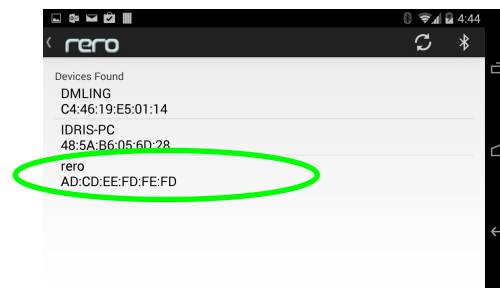 4:44
rero
Devices Found
DMLING
C4:46:19:E5:01:14
IDRIS-PC
48:5A:B6:05:6D:28
rero
AD:CD:EE:FD:FE:FD